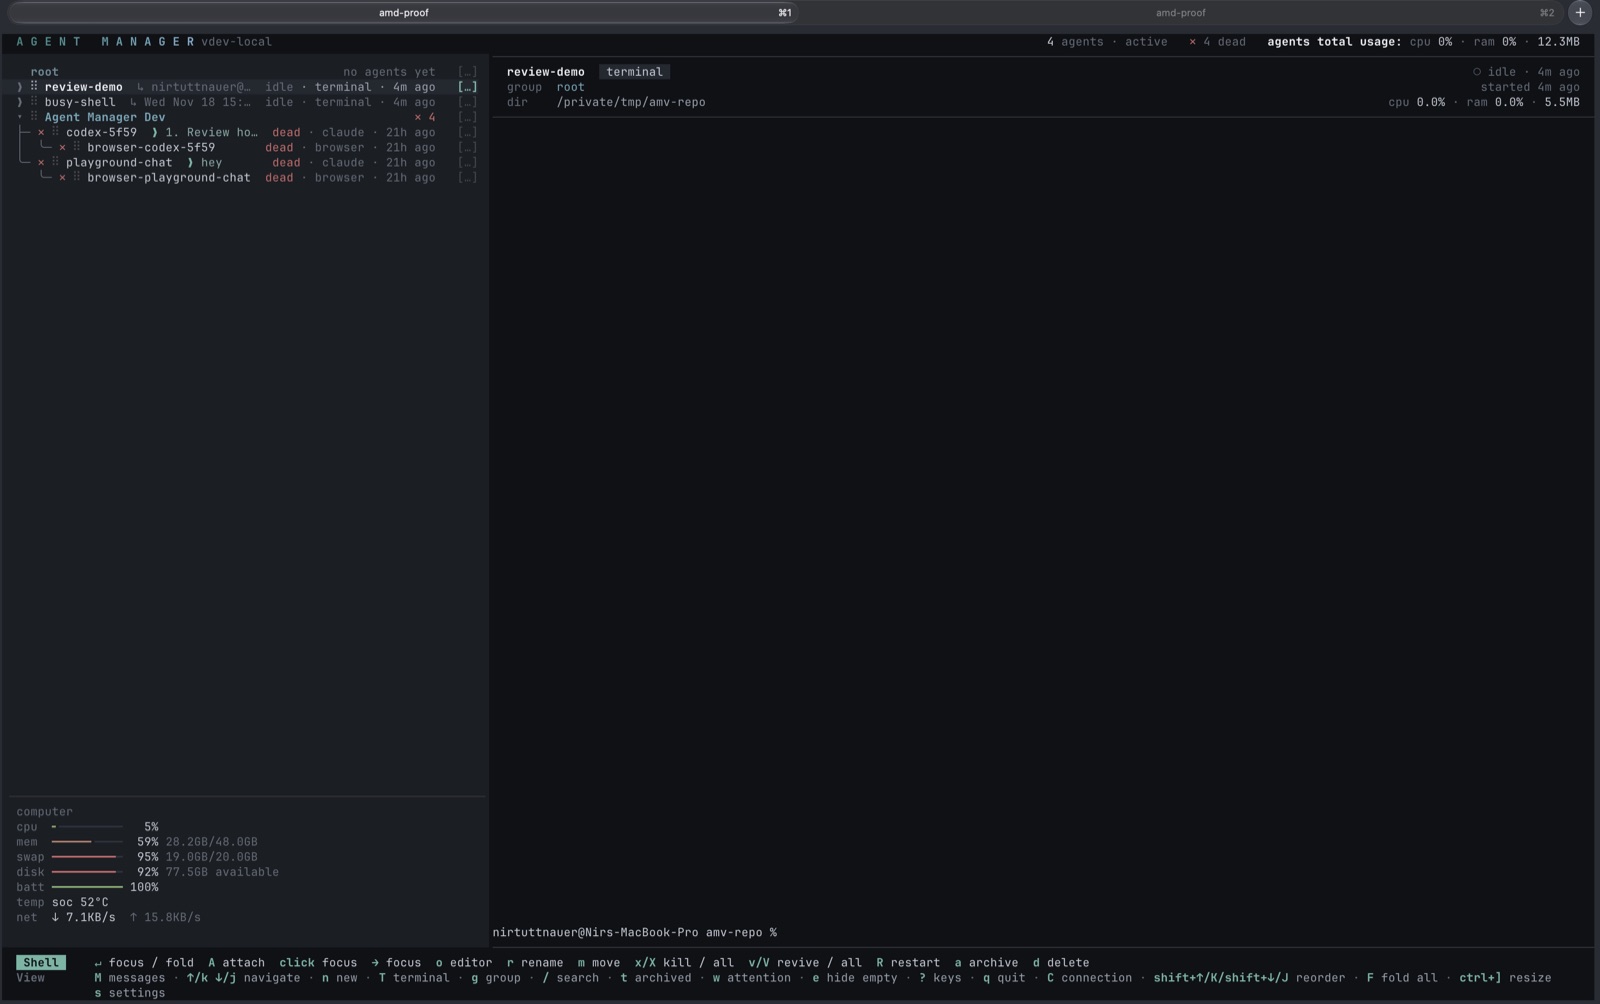 amd-proof ⌘1 amd-proof ⌘2 +
AGENT MANAGER vdev-local 4 agents · active × 4 dead agents total usage: cpu 0% · ram 0% · 12.3MB
root no agents yet […]
❫ ⠿ review-demo ↳ nirtuttnauer@… idle · terminal · 4m ago […]
❫ ⠿ busy-shell ↳ Wed Nov 18 15:… idle · terminal · 4m ago […]
▾ ⠿ Agent Manager Dev × 4 […]
× ⠿ codex-5f59 ❫ 1. Review ho… dead · claude · 21h ago […]
× ⠿ browser-codex-5f59 dead · browser · 21h ago […]
× ⠿ playground-chat ❫ hey dead · claude · 21h ago […]
× ⠿ browser-playground-chat dead · browser · 21h ago […]
review-demo terminal ○ idle · 4m ago
group root started 4m ago
dir /private/tmp/amv-repo cpu 0.0% · ram 0.0% · 5.5MB
computer
cpu 5%
mem 59% 28.2GB/48.0GB
swap 95% 19.0GB/20.0GB
disk 92% 77.5GB available
batt 100%
temp soc 52°C
net ↓ 7.1KB/s ↑ 15.8KB/s
nirtuttnauer@Nirs-MacBook-Pro amv-repo %
Shell ↵ focus / fold A attach click focus → focus o editor r rename m move x/X kill / all v/V revive / all R restart a archive d delete
View M messages · ↑/k ↓/j navigate · n new · T terminal · g group · / search · t archived · w attention · e hide empty · ? keys · q quit · C connection · shift+↑/K/shift+↓/J reorder · F fold all · ctrl+] resize
s settings